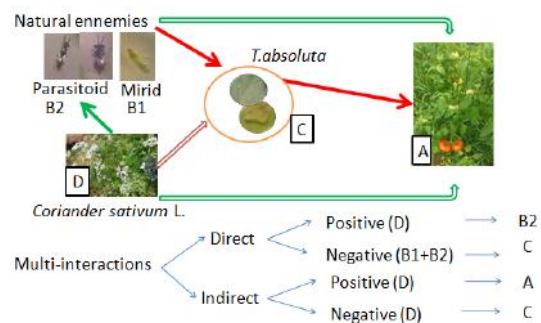 Natural ennemies
T.absoluta
Parasitoid Mirid
B2 B1
C
A
D
Coriander sativum L.
Positive (D) B2
Direct
Negative (B1+B2) C
Multi-interactions
Positive (D) A
Indirect
Negative (D) C